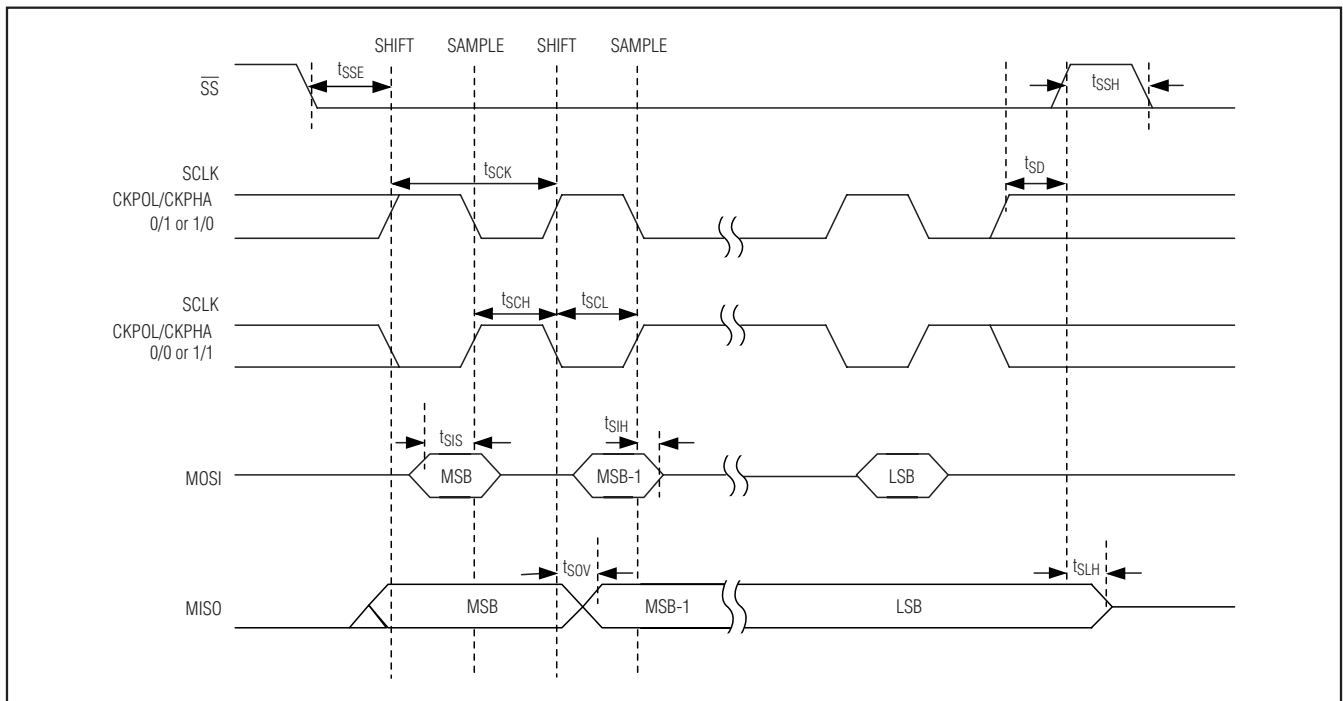 SHIFT SAMPLE SHIFT SAMPLE
SS
tSSE
tSSH
SCLK
CKPOL/CKPHA
0/1 or 1/0
tSCK
tSD
SCLK
CKPOL/CKPHA
0/0 or 1/1
tSCH
tSCL
MOSI
tSIS
tSIH
MSB
MSB-1
LSB
MISO
tSOV
tSLH
MSB
MSB-1
LSB